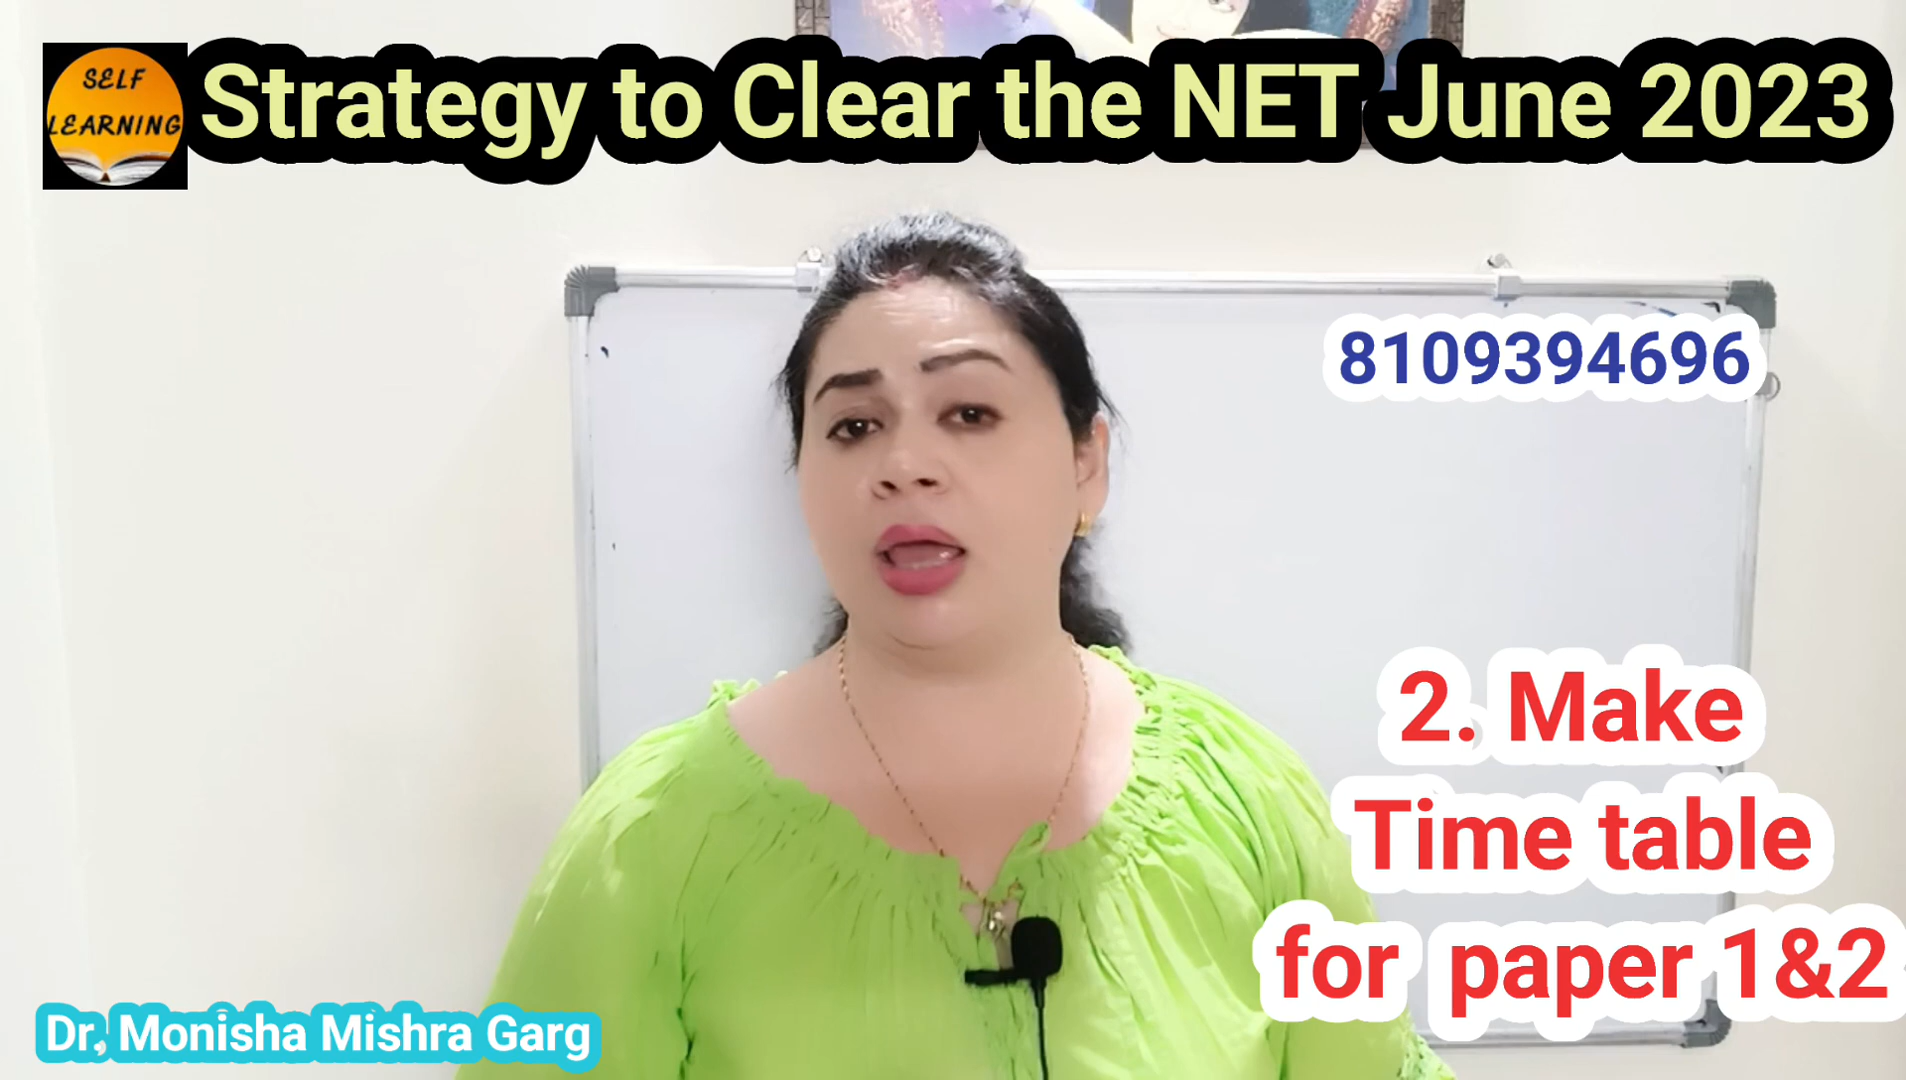 SELF
LEARNING
Strategy to Clear the NET June 2023
8109394696
2. Make
Time table
for paper 1&2
Dr, Monisha Mishra Garg